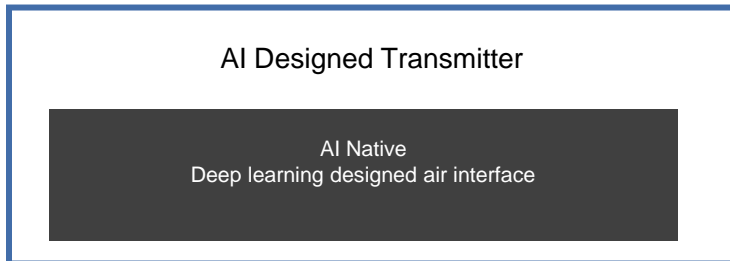 AI Designed Transmitter
AI Native
Deep learning designed air interface